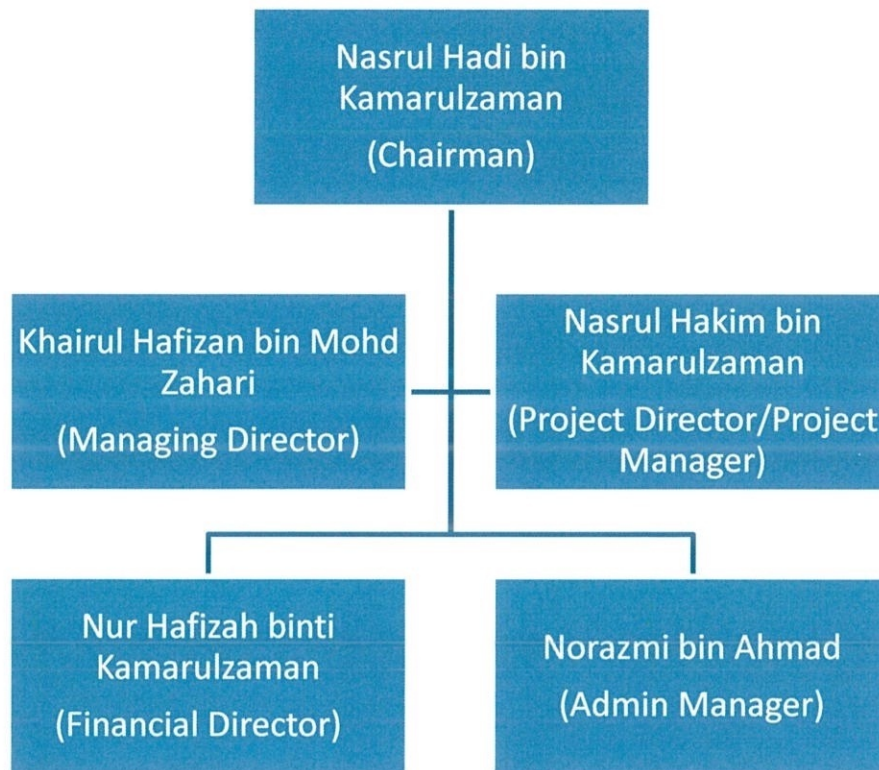 Nasrul Hadi bin
Kamarulzaman
(Chairman)
Khairul Hafizan bin Mohd
Zahari
(Managing Director)
Nasrul Hakim bin
Kamarulzaman
(Project Director/Project
Manager)
Nur Hafizah binti
Kamarulzaman
(Financial Director)
Norazmi bin Ahmad
(Admin Manager)